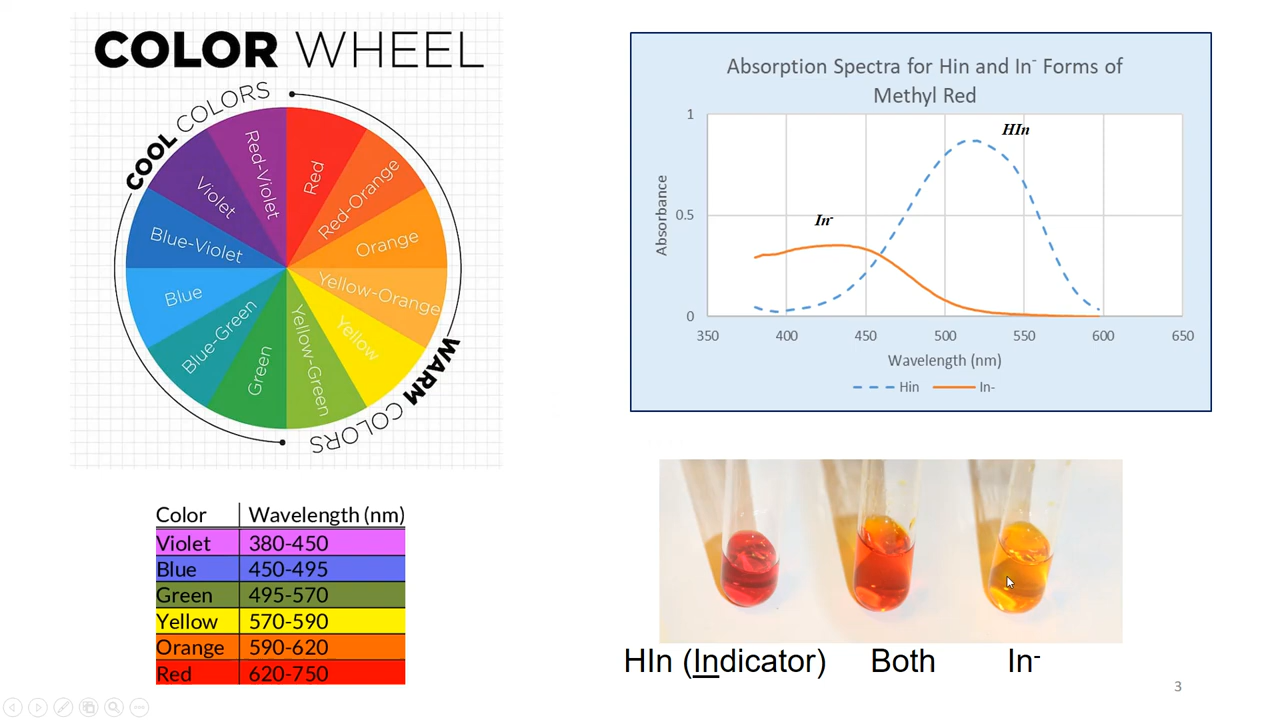 COLOR WHEEL
COOL COLORS
WARM COLORS
Red
Red-Orange
Orange
Yellow-Orange
Yellow
Yellow-Green
Green
Blue-Green
Blue
Blue-Violet
Violet
Red-Violet
Color Wavelength (nm)
Violet 380-450
Blue 450-495
Green 495-570
Yellow 570-590
Orange 590-620
Red 620-750
Absorption Spectra for Hin and In⁻ Forms of
Methyl Red
HIn
In⁻
Absorbance
1
0.5
0
350 400 450 500 550 600 650
Wavelength (nm)
Hin In-
HIn (Indicator) Both In⁻
3